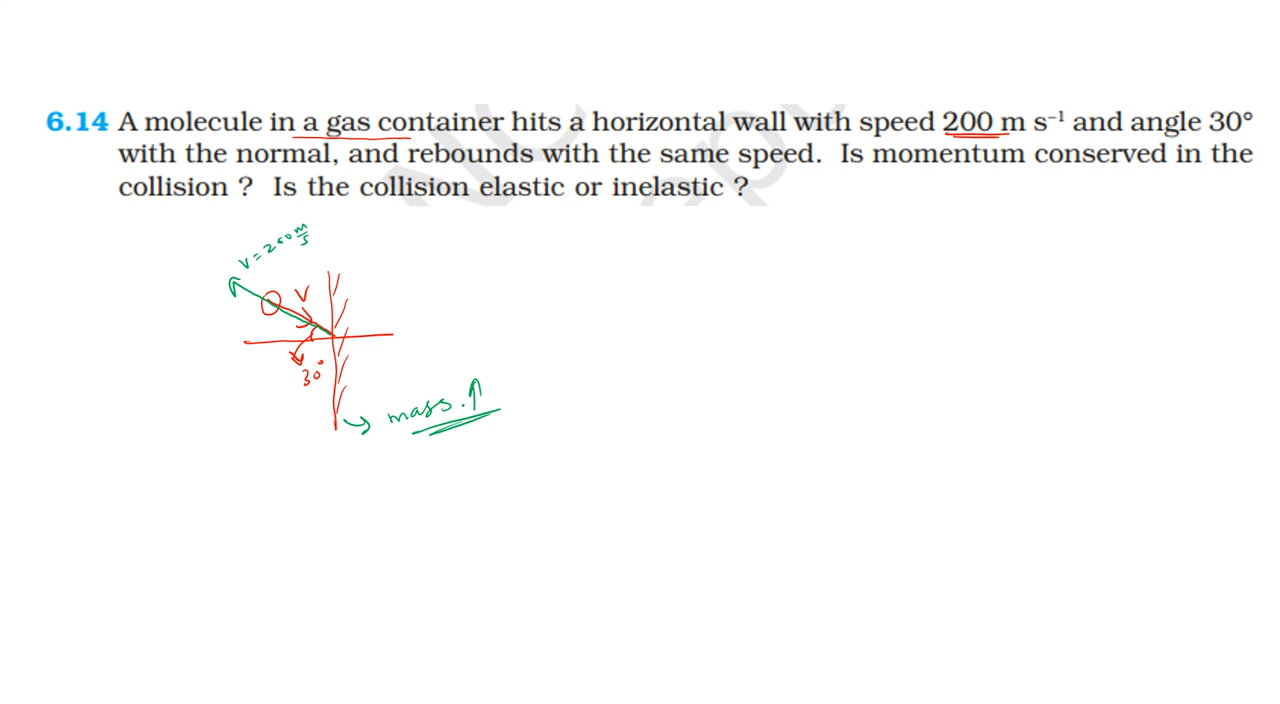 6.14 A molecule in a gas container hits a horizontal wall with speed 200 m s⁻¹ and angle 30°
with the normal, and rebounds with the same speed. Is momentum conserved in the
collision ? Is the collision elastic or inelastic ?
V = 200 m/s
V
30°
mass. ↑